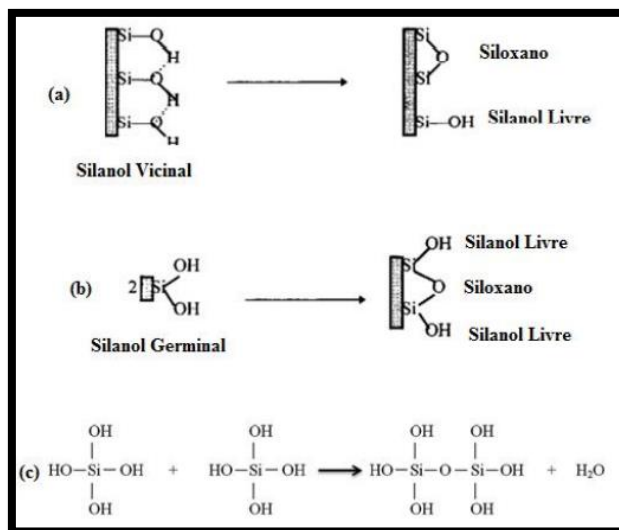 Si—O
H
(a) Si—O
H
Si—O
H
Silanol Vicinal
Si
O
Si
Si—OH
Siloxano
Silanol Livre
(b) 2 Si
OH
OH
Silanol Germinal
OH
Si
O
Si
OH
Silanol Livre
Siloxano
Silanol Livre
OH OH OH OH
(c) HO—Si—OH + HO—Si—OH HO—Si—O—Si—OH + H₂O
OH OH OH OH